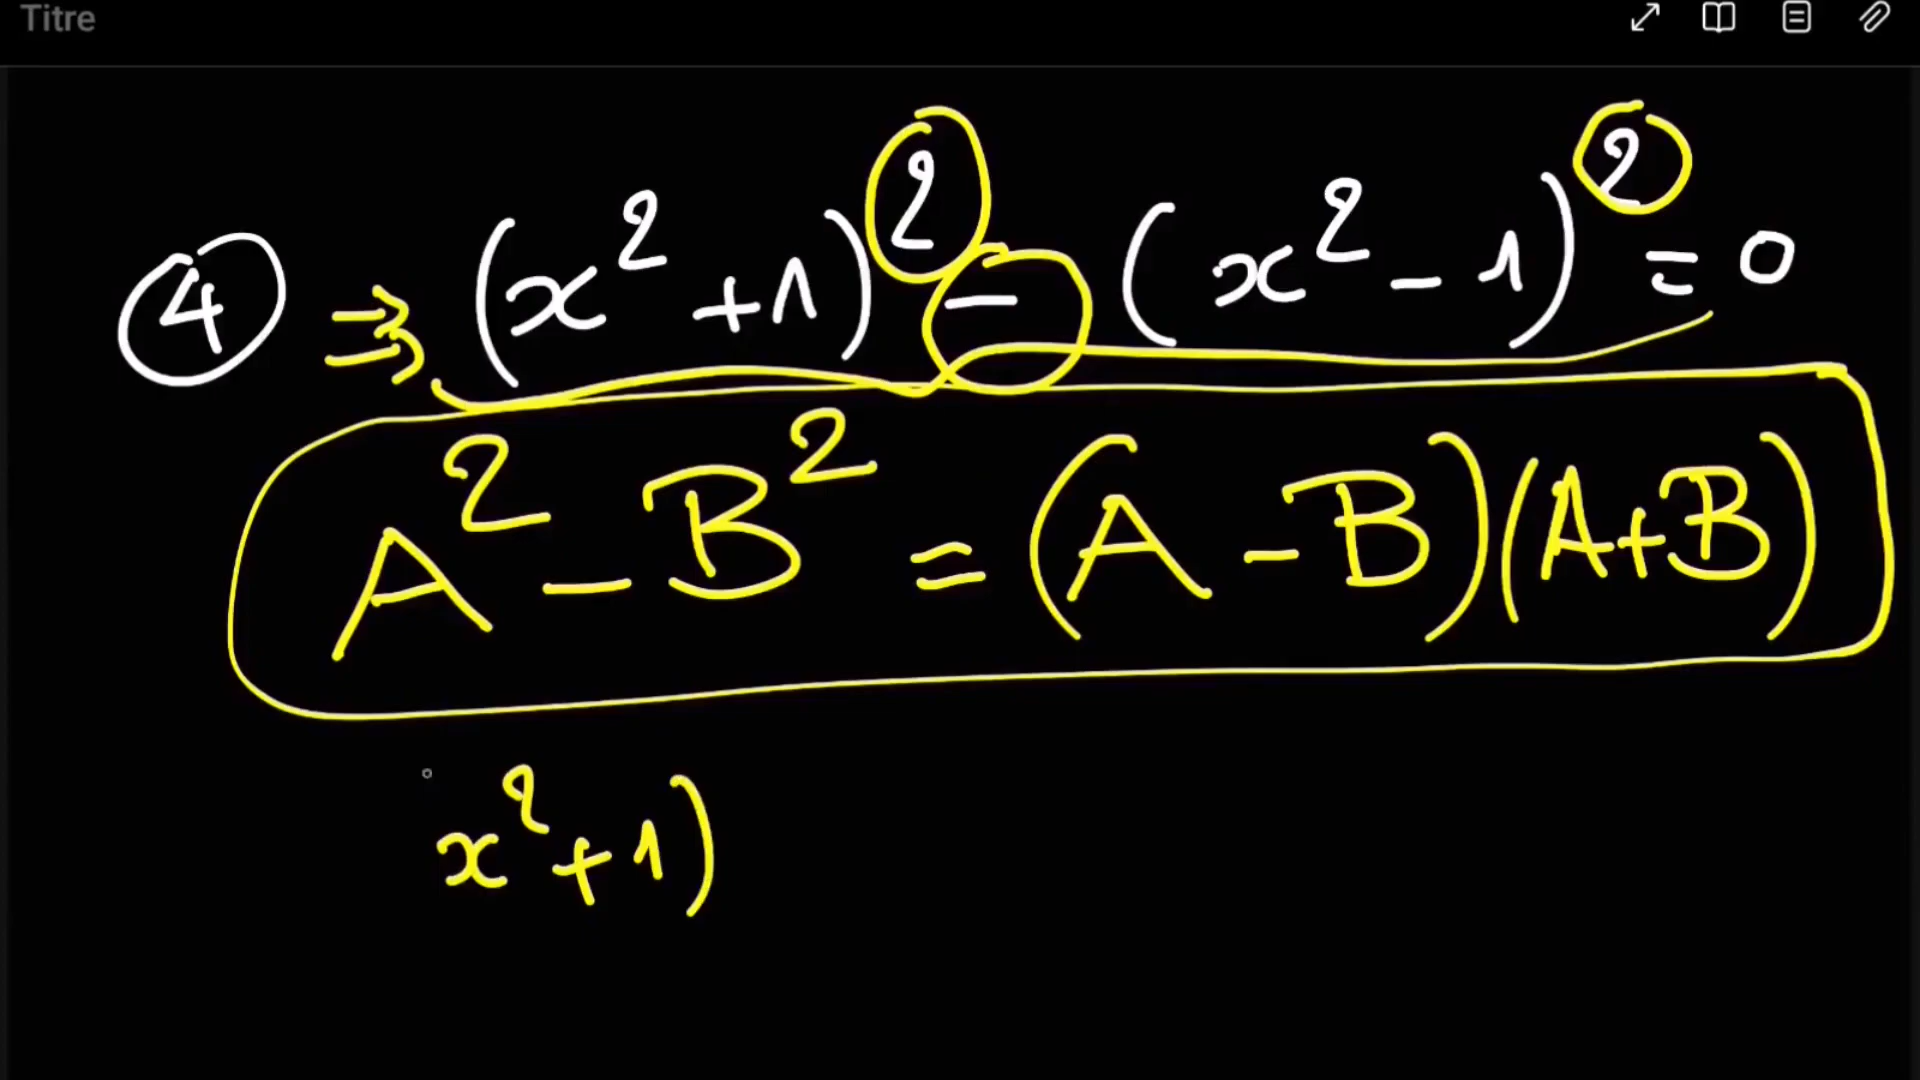 Titre
④ ⇒ (x² + 1)² - (x² - 1)² = 0
A² - B² = (A - B)(A + B)
x² + 1)